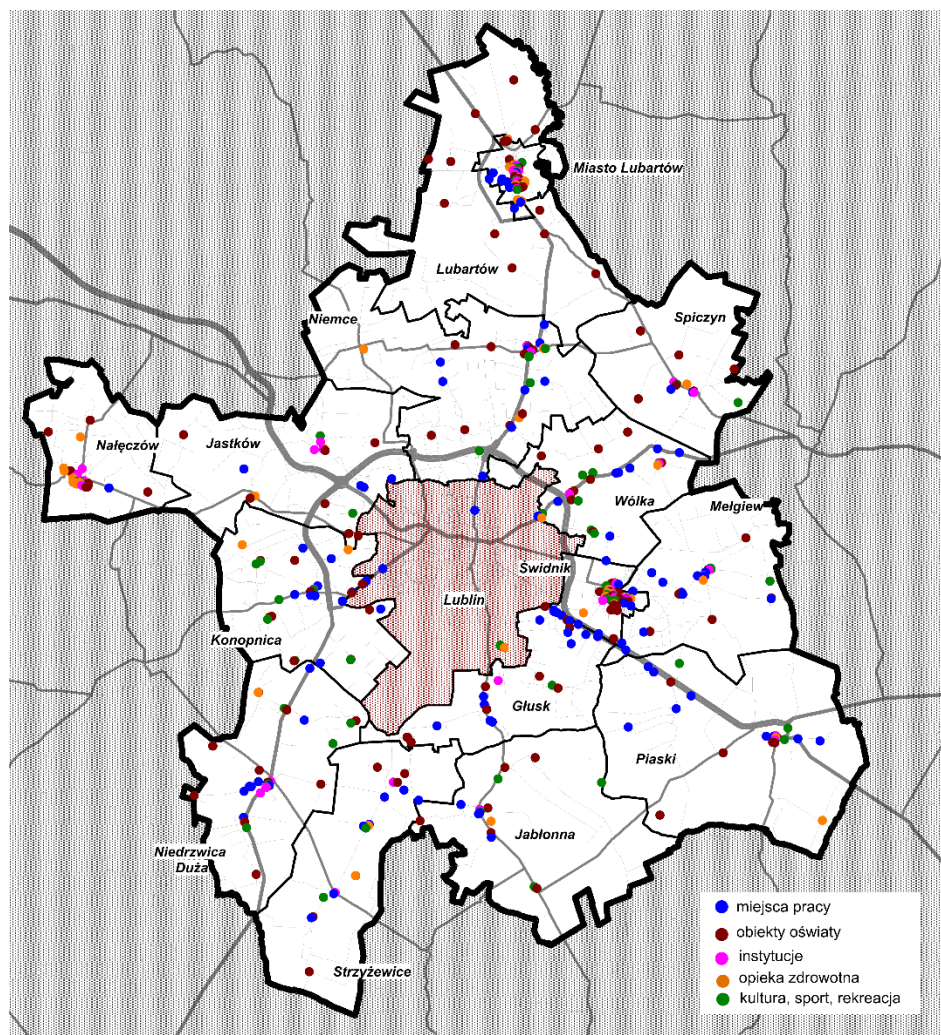 Miasto Lubartów
Lubartów
Niemce
Spiczyn
Nałęczów
Jastków
Wólka
Mełgiew
Świdnik
Lublin
Konopnica
Głusk
Piaski
Jabłonna
Niedrzwica
Duża
Strzyżewice
miejsca pracy
obiekty oświaty
instytucje
opieka zdrowotna
kultura, sport, rekreacja